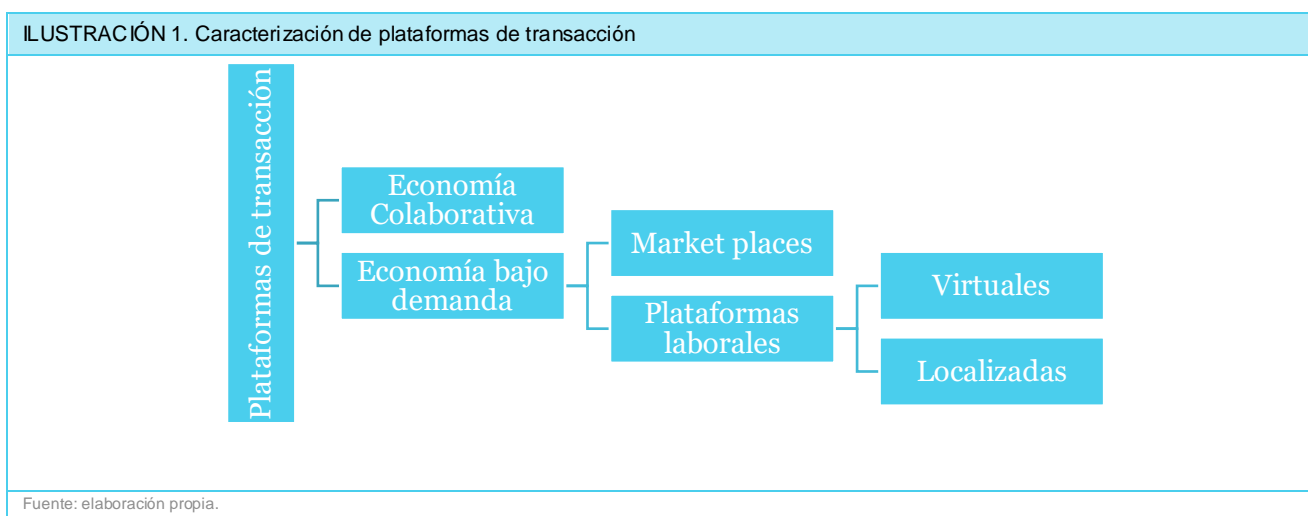 ILUSTRACIÓN 1. Caracterización de plataformas de transacción
Plataformas de transacción
Economía
Colaborativa
Economía bajo
demanda
Market places
Plataformas
laborales
Virtuales
Localizadas
Fuente: elaboración propia.